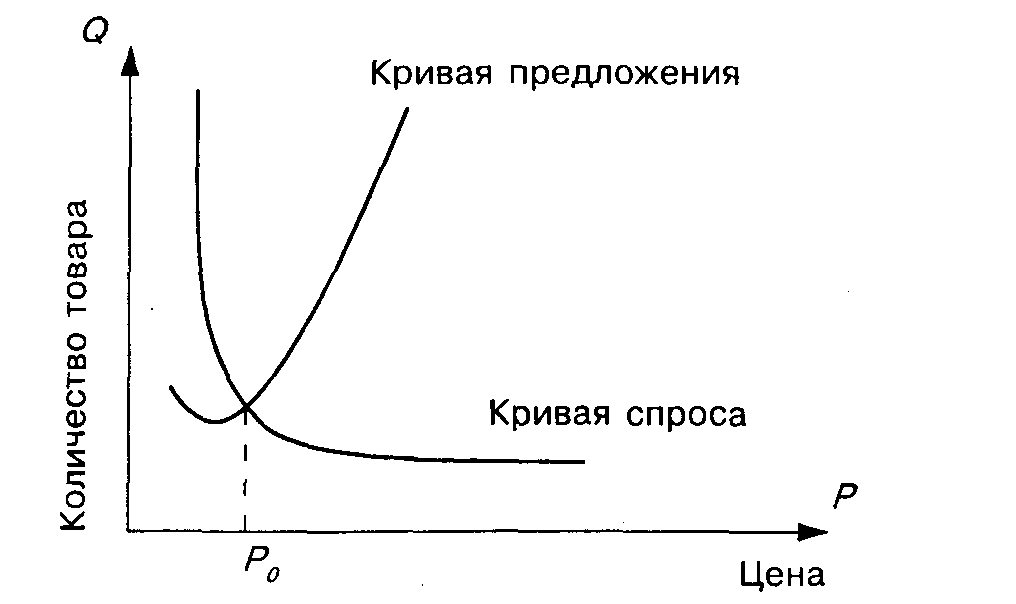 Q
Кривая предложения
Количество товара
Кривая спроса
P
P₀
Цена